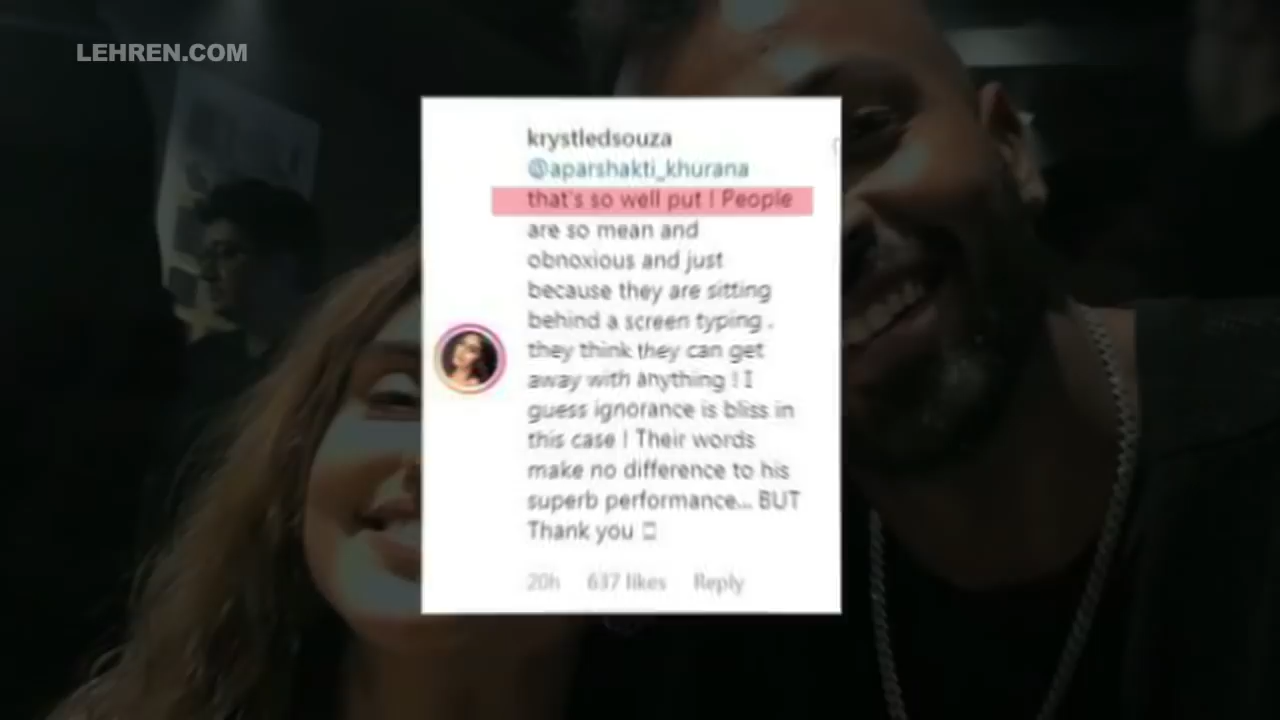 LEHREN.COM
krystledsouza
@aparshakti_khurana
that's so well put ! People
are so mean and
obnoxious and just
because they are sitting
behind a screen typing .
they think they can get
away with anything ! I
guess ignorance is bliss in
this case ! Their words
make no difference to his
superb performance... BUT
Thank you
20h 637 likes Reply